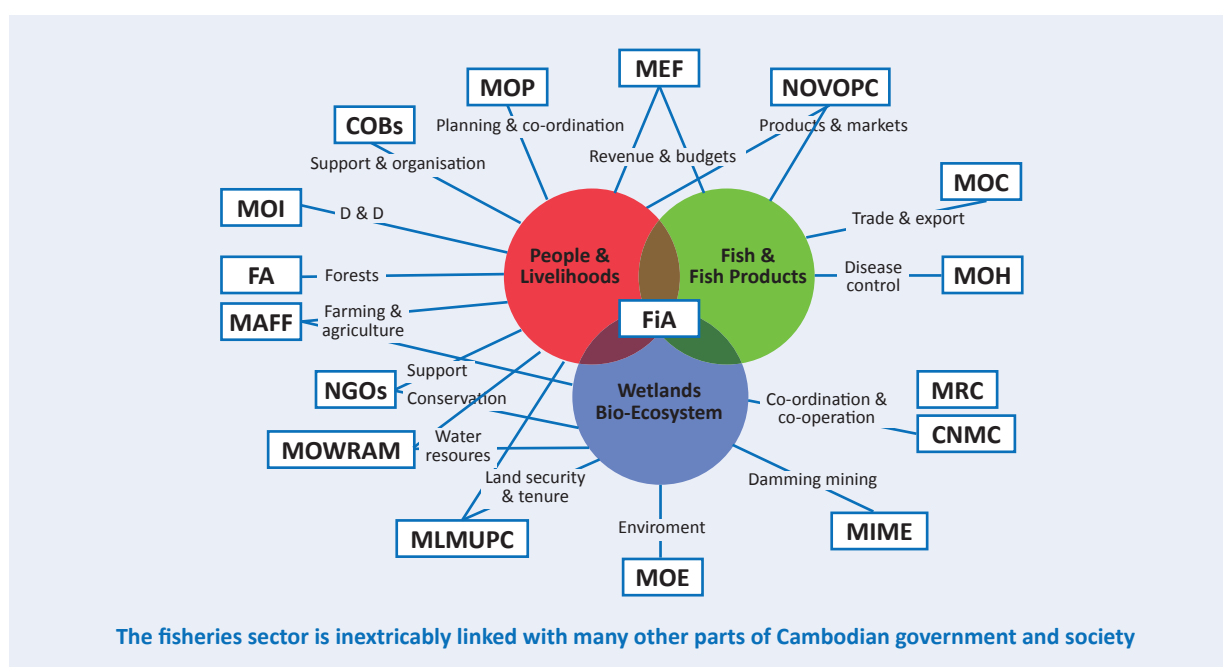 MEF
MOP
NOVOPC
COBs
Planning & co-ordination
Products & markets
Support & organisation
Revenue & budgets
MOC
MOI
D & D
Trade & export
People &
Livelihoods
Fish &
Fish Products
FA
Forests
Disease
control
MOH
MAFF
Farming &
agriculture
FiA
NGOs
Support
Conservation
Wetlands
Bio-Ecosystem
Co-ordination &
co-operation
MRC
CNMC
MOWRAM
Water
resoures
Land security
& tenure
Damming mining
MLMUPC
Enviroment
MIME
MOE
The fisheries sector is inextricably linked with many other parts of Cambodian government and society